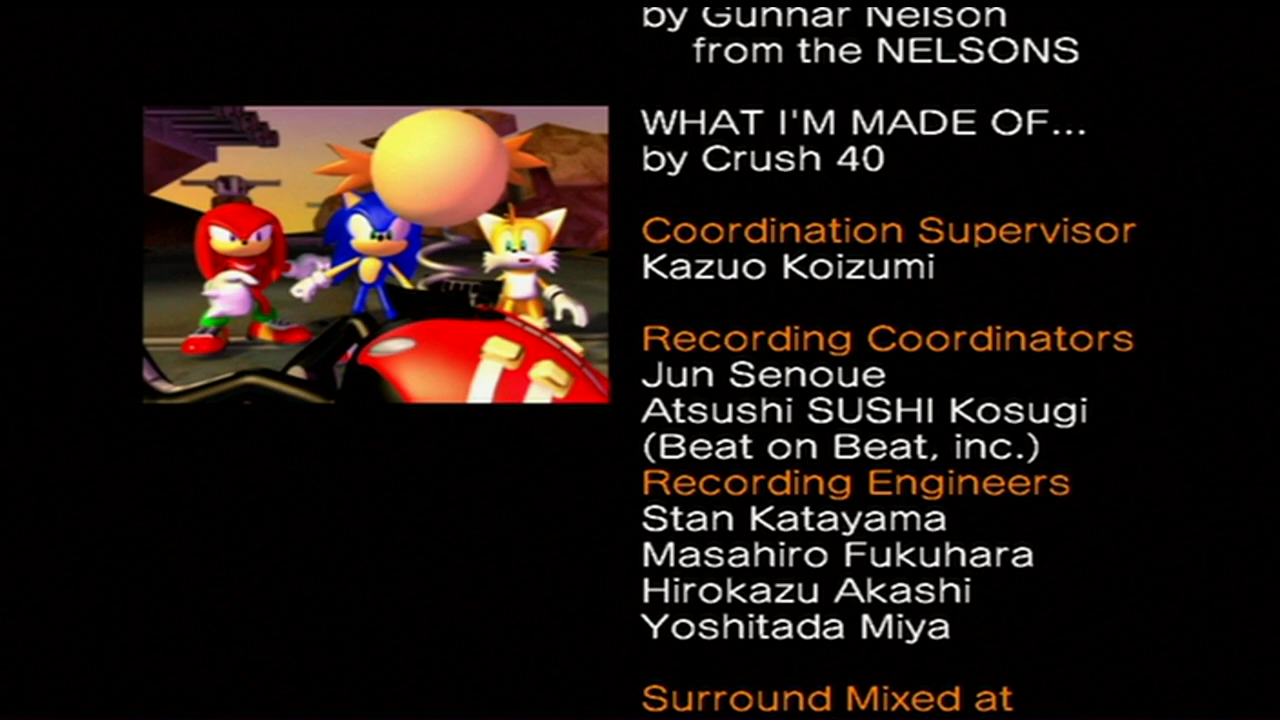 by Gunnar Nelson
from the NELSONS
WHAT I'M MADE OF...
by Crush 40
Coordination Supervisor
Kazuo Koizumi
Recording Coordinators
Jun Senoue
Atsushi SUSHI Kosugi
(Beat on Beat, inc.)
Recording Engineers
Stan Katayama
Masahiro Fukuhara
Hirokazu Akashi
Yoshitada Miya
Surround Mixed at